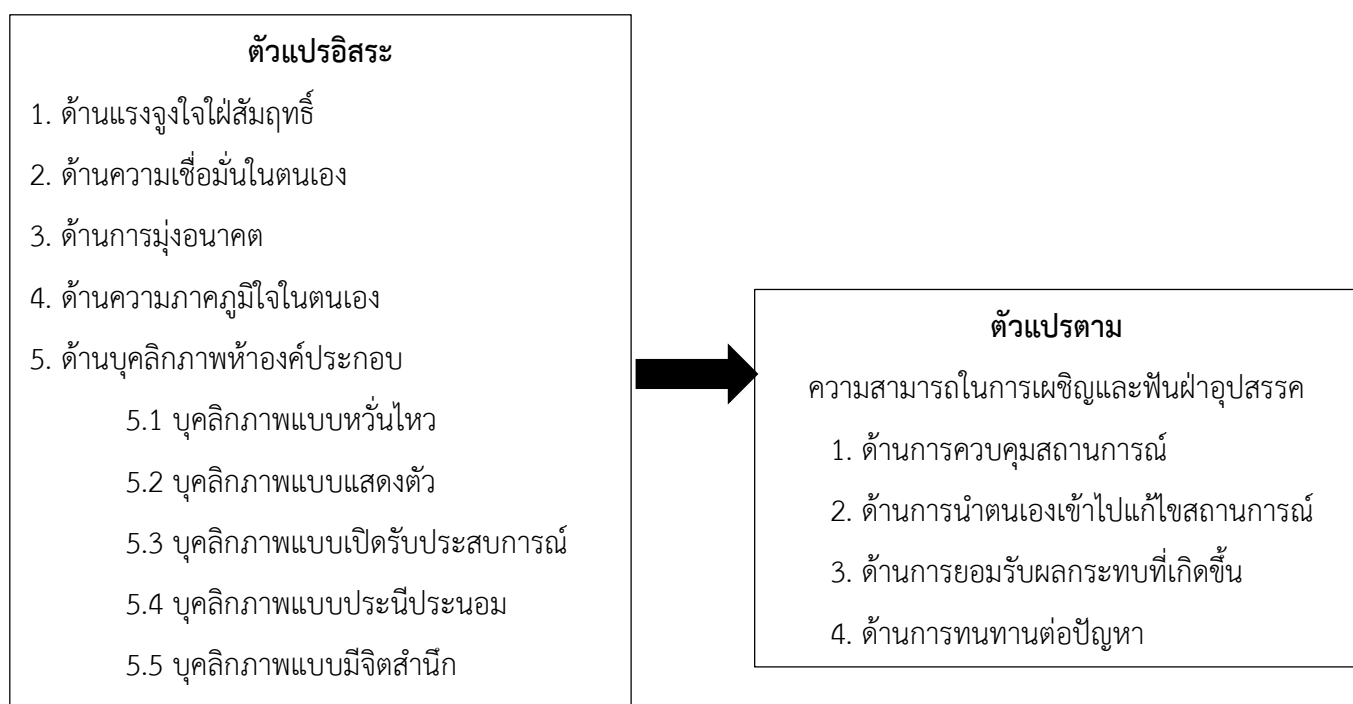 ตัวแปรอิสระ
1. ด้านแรงจูงใจใฝ่สัมฤทธิ์
2. ด้านความเชื่อมั่นในตนเอง
3. ด้านการมุ่งอนาคต
4. ด้านความภาคภูมิใจในตนเอง
5. ด้านบุคลิกภาพห้าองค์ประกอบ
5.1 บุคลิกภาพแบบหวั่นไหว
5.2 บุคลิกภาพแบบแสดงตัว
5.3 บุคลิกภาพแบบเปิดรับประสบการณ์
5.4 บุคลิกภาพแบบประนีประนอม
5.5 บุคลิกภาพแบบมีจิตสำนึก
ตัวแปรตาม
ความสามารถในการเผชิญและฟันฝ่าอุปสรรค
1. ด้านการควบคุมสถานการณ์
2. ด้านการนำตนเองเข้าไปแก้ไขสถานการณ์
3. ด้านการยอมรับผลกระทบที่เกิดขึ้น
4. ด้านการทนทานต่อปัญหา